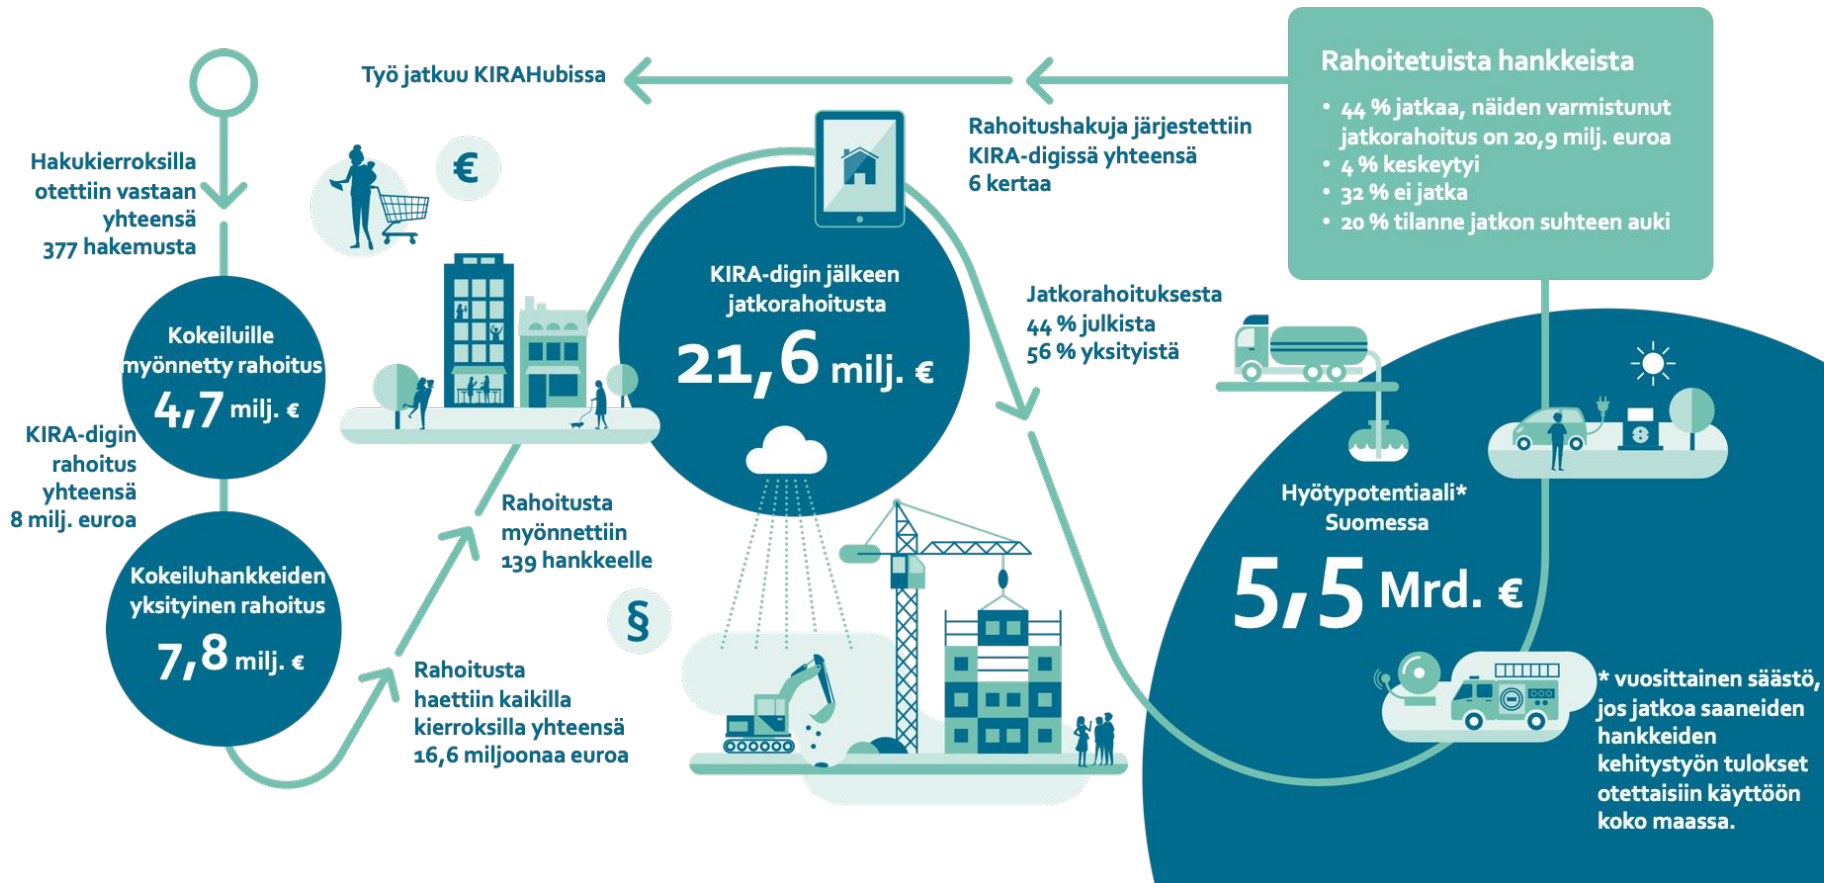 Hakukierroksilla
otettiin vastaan
yhteensä
377 hakemusta
Kokeiluille
myönnetty rahoitus
4,7 milj. €
KIRA-digin
rahoitus
yhteensä
8 milj. euroa
Kokeiluhankkeiden
yksityinen rahoitus
7,8 milj. €
Rahoitusta
haettiin kaikilla
kierroksilla yhteensä
16,6 miljoonaa euroa
Rahoitusta
myönnettiin
139 hankkeelle
§
€
KIRA-digin jälkeen
jatkorahoitusta
21,6 milj. €
Jatkorahoituksesta
44 % julkista
56 % yksityistä
Hyötypotentiaali*
Suomessa
5,5 Mrd. €
8
* vuosittainen säästö,
jos jatkoa saaneiden
hankkeiden
kehitystyön tulokset
otettaisiin käyttöön
koko maassa.
Rahoitetuista hankkeista
• 44 % jatkaa, näiden varmistunut
jatkorahoitus on 20,9 milj. euroa
• 4 % keskeytyi
• 32 % ei jatka
• 20 % tilanne jatkon suhteen auki
Rahoitushakuja järjestettiin
KIRA-digissä yhteensä
6 kertaa
Työ jatkuu KIRAHubissa